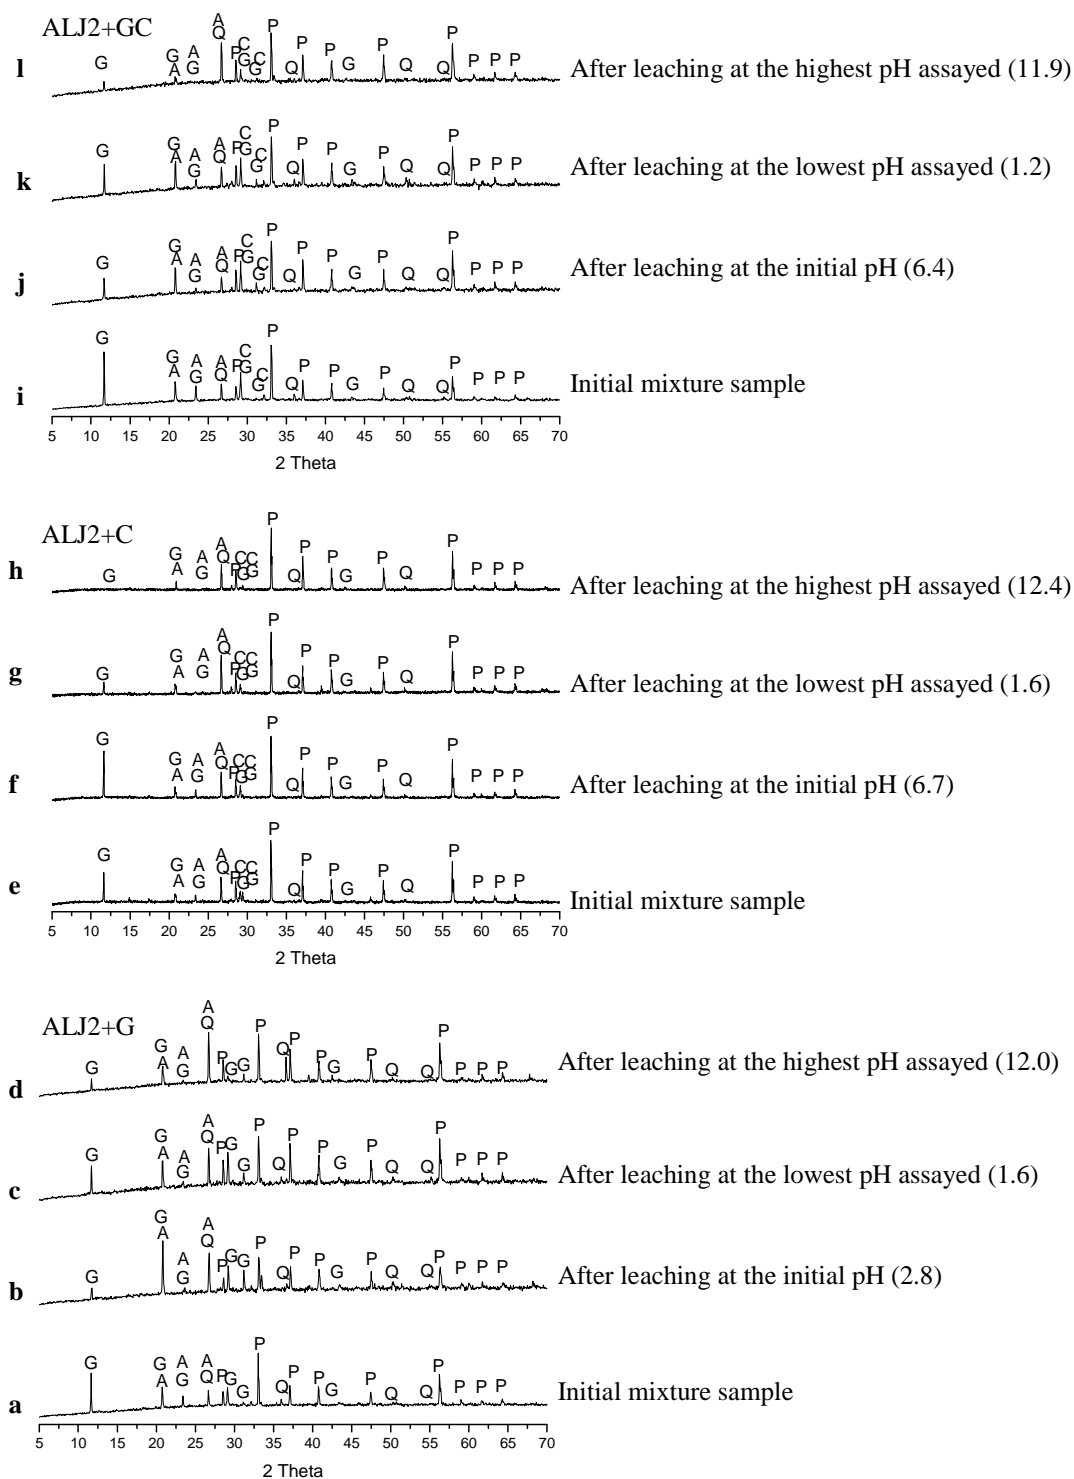 ALJ2+GC
A
G A Q P C P P P P
G A G P G G C Q G Q Q P P P
l After leaching at the highest pH assayed (11.9)
G A A C P P P P P
G A G Q P G G C Q G Q Q P P P
k After leaching at the lowest pH assayed (1.2)
G A A C P P P P P
G A G Q P G G C Q G Q Q P P P
j After leaching at the initial pH (6.4)
G A A C P P P P P
G A G Q P G G C Q G Q Q P P P
i Initial mixture sample
5 10 15 20 25 30 35 40 45 50 55 60 65 70
2 Theta
ALJ2+C
G A A C C P P P P P
G A G Q P G G Q G Q P P P
h After leaching at the highest pH assayed (12.4)
G A A C C P P P P P
G A G Q P G G Q G Q P P P
g After leaching at the lowest pH assayed (1.6)
G A A C C P P P P P
G A G Q P G G Q G Q P P P
f After leaching at the initial pH (6.7)
G A A C C P P P P P
G A G Q P G G Q G Q P P P
e Initial mixture sample
5 10 15 20 25 30 35 40 45 50 55 60 65 70
2 Theta
ALJ2+G
G A A P P P P P
G A G Q P G G Q G Q Q P P P
d After leaching at the highest pH assayed (12.0)
G A A P P P P P
G A G Q P G G Q G Q Q P P P
c After leaching at the lowest pH assayed (1.6)
G A A P P P P P
G A G Q P G G Q G Q Q P P P
b After leaching at the initial pH (2.8)
G A A P P P P P
G A G Q P G G Q G Q Q P P P
a Initial mixture sample
5 10 15 20 25 30 35 40 45 50 55 60 65 70
2 Theta